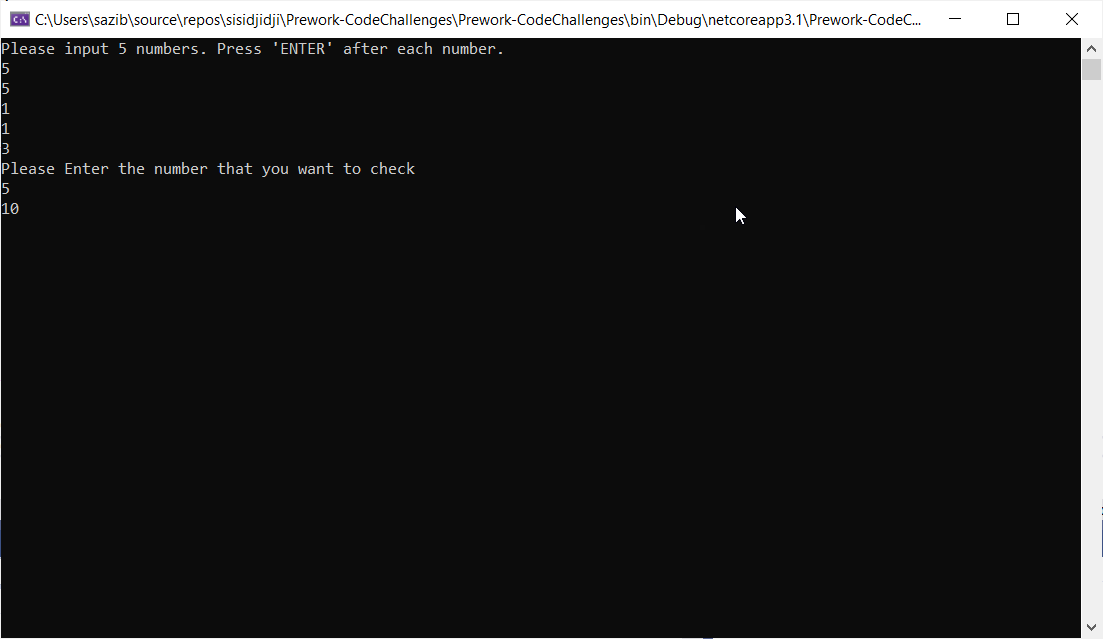 C:\Users\sazib\source\repos\sisidjidji\Prework-CodeChallenges\Prework-CodeChallenges\bin\Debug\netcoreapp3.1\Prework-CodeC...
Please input 5 numbers. Press 'ENTER' after each number.
5
5
1
1
3
Please Enter the number that you want to check
5
10